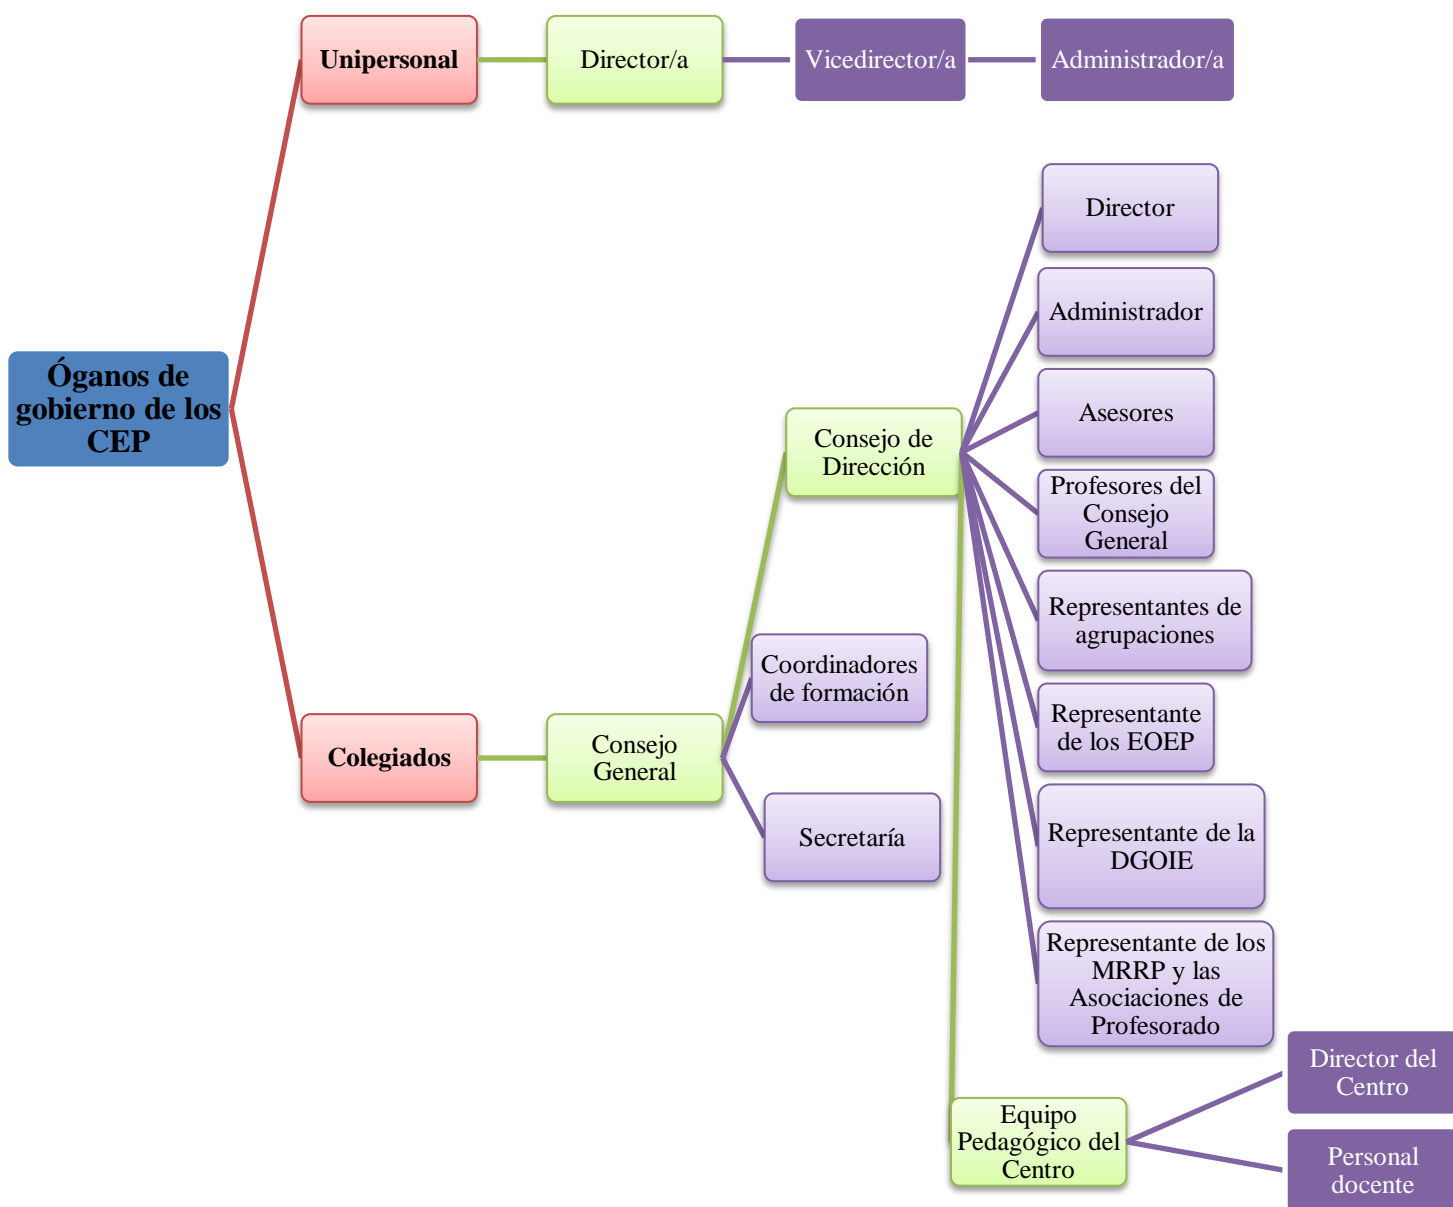 Unipersonal
Director/a
Vicedirector/a
Administrador/a
Óganos de
gobierno de los
CEP
Colegiados
Consejo
General
Consejo de
Dirección
Coordinadores
de formación
Secretaría
Director
Administrador
Asesores
Profesores del
Consejo
General
Representantes de
agrupaciones
Representante
de los EOEP
Representante de la
DGOIE
Representante de los
MRRP y las
Asociaciones de
Profesorado
Equipo
Pedagógico del
Centro
Director del
Centro
Personal
docente